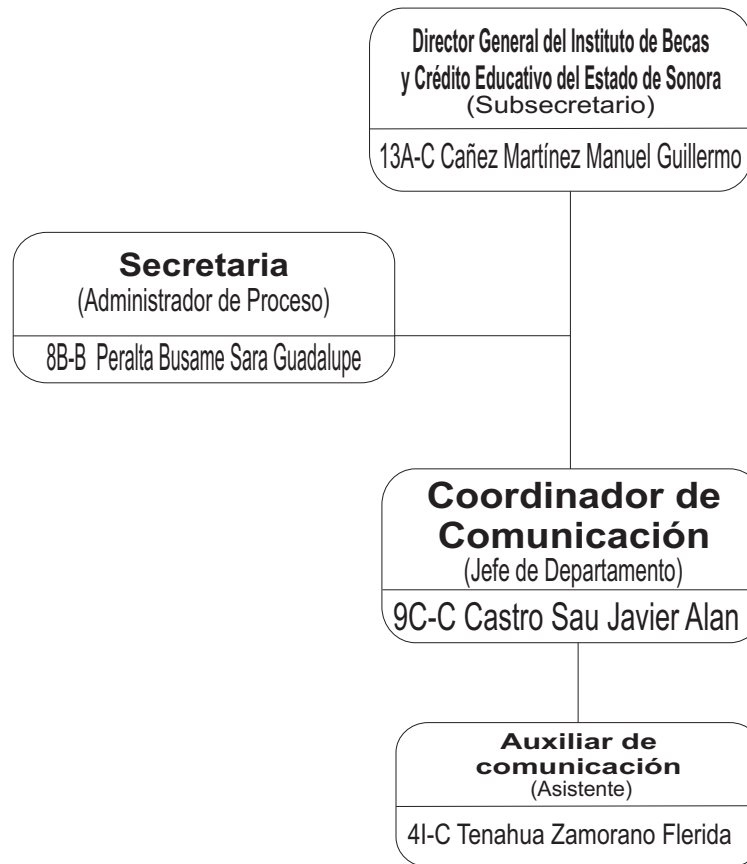 Director General del Instituto de Becas
y Crédito Educativo del Estado de Sonora
(Subsecretario)
13A-C Cañez Martínez Manuel Guillermo
Secretaria
(Administrador de Proceso)
8B-B Peralta Busame Sara Guadalupe
Coordinador de
Comunicación
(Jefe de Departamento)
9C-C Castro Sau Javier Alan
Auxiliar de
comunicación
(Asistente)
4I-C Tenahua Zamorano Flerida